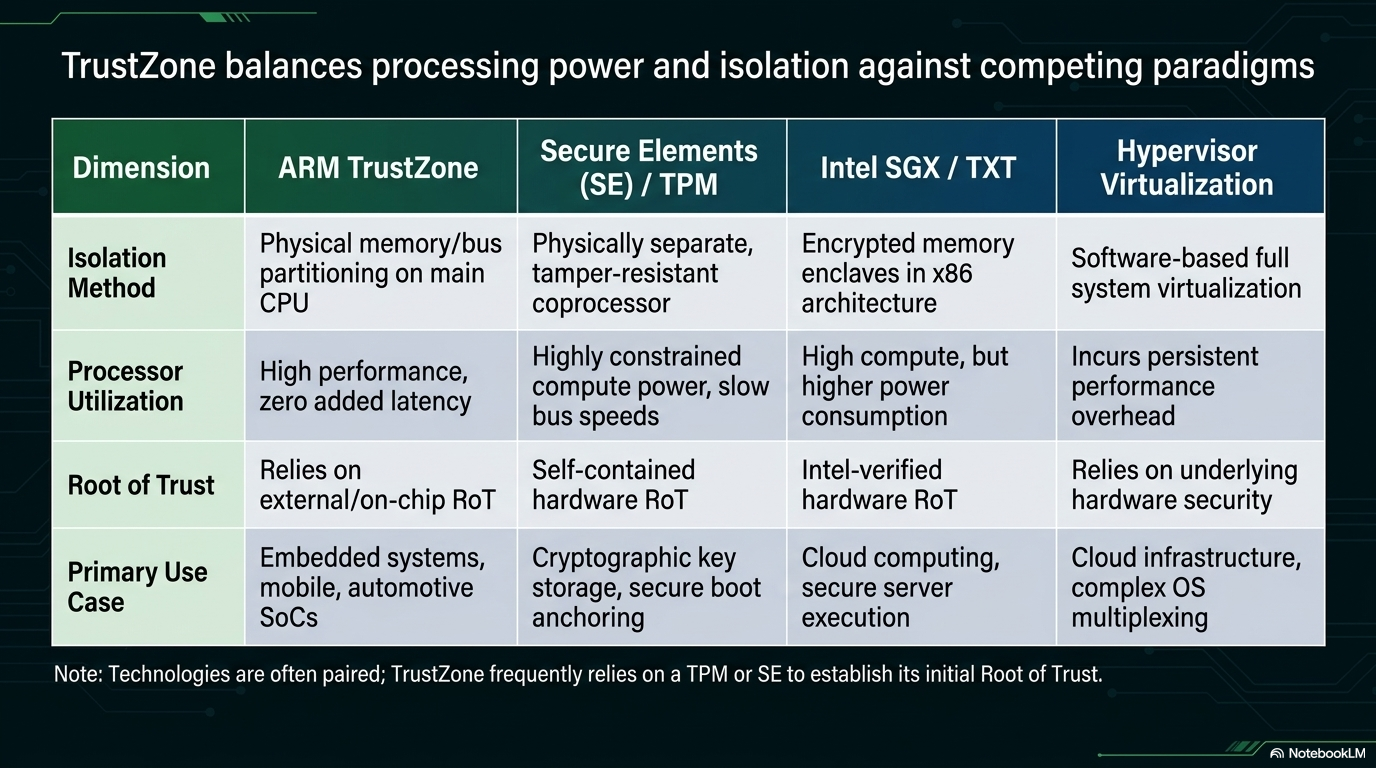 TrustZone balances processing power and isolation against competing paradigms
Dimension
ARM TrustZone
Secure Elements
(SE) / TPM
Intel SGX / TXT
Hypervisor
Virtualization
Isolation
Method
Physical memory/bus
partitioning on main
CPU
Physically separate,
tamper-resistant
coprocessor
Encrypted memory
enclaves in x86
architecture
Software-based full
system virtualization
Processor
Utilization
High performance,
zero added latency
Highly constrained
compute power, slow
bus speeds
High compute, but
higher power
consumption
Incurs persistent
performance
overhead
Root of Trust
Relies on
external/on-chip RoT
Self-contained
hardware RoT
Intel-verified
hardware RoT
Relies on underlying
hardware security
Primary Use
Case
Embedded systems,
mobile, automotive
SoCs
Cryptographic key
storage, secure boot
anchoring
Cloud computing,
secure server
execution
Cloud infrastructure,
complex OS
multiplexing
Note: Technologies are often paired; TrustZone frequently relies on a TPM or SE to establish its initial Root of Trust.
NotebookLM